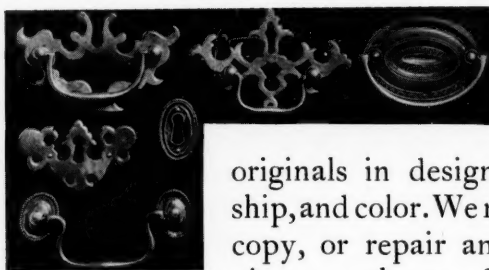 originals in design
ship, and color. We
copy, or repair an